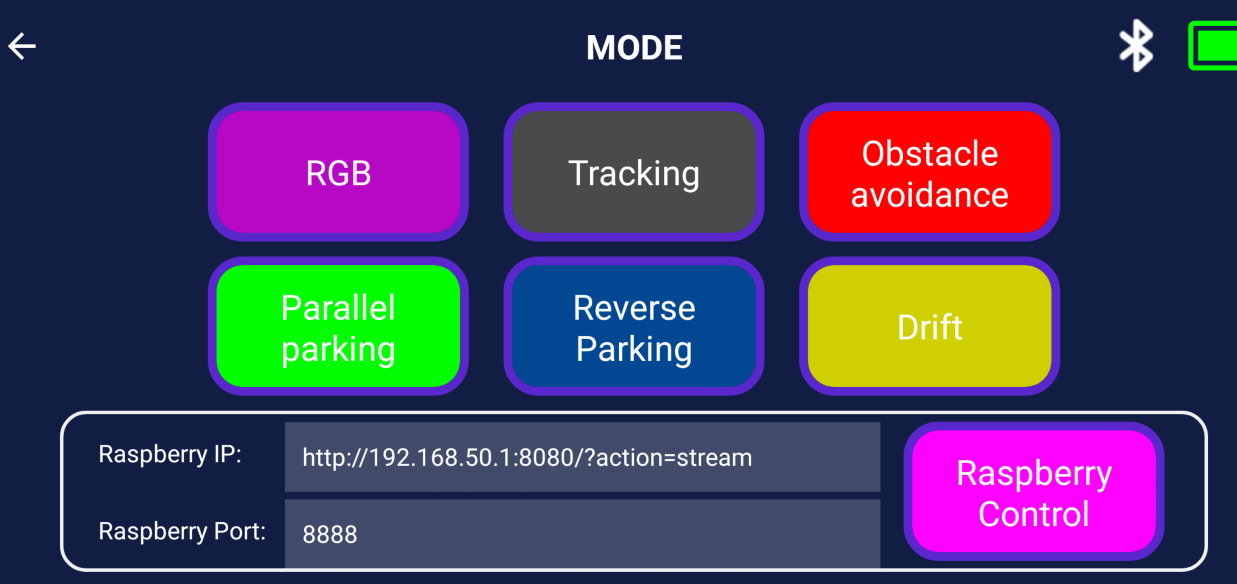 MODE
RGB
Tracking
Obstacle
avoidance
Parallel
parking
Reverse
Parking
Drift
Raspberry IP:
http://192.168.50.1:8080/?action=stream
Raspberry Port:
8888
Raspberry
Control